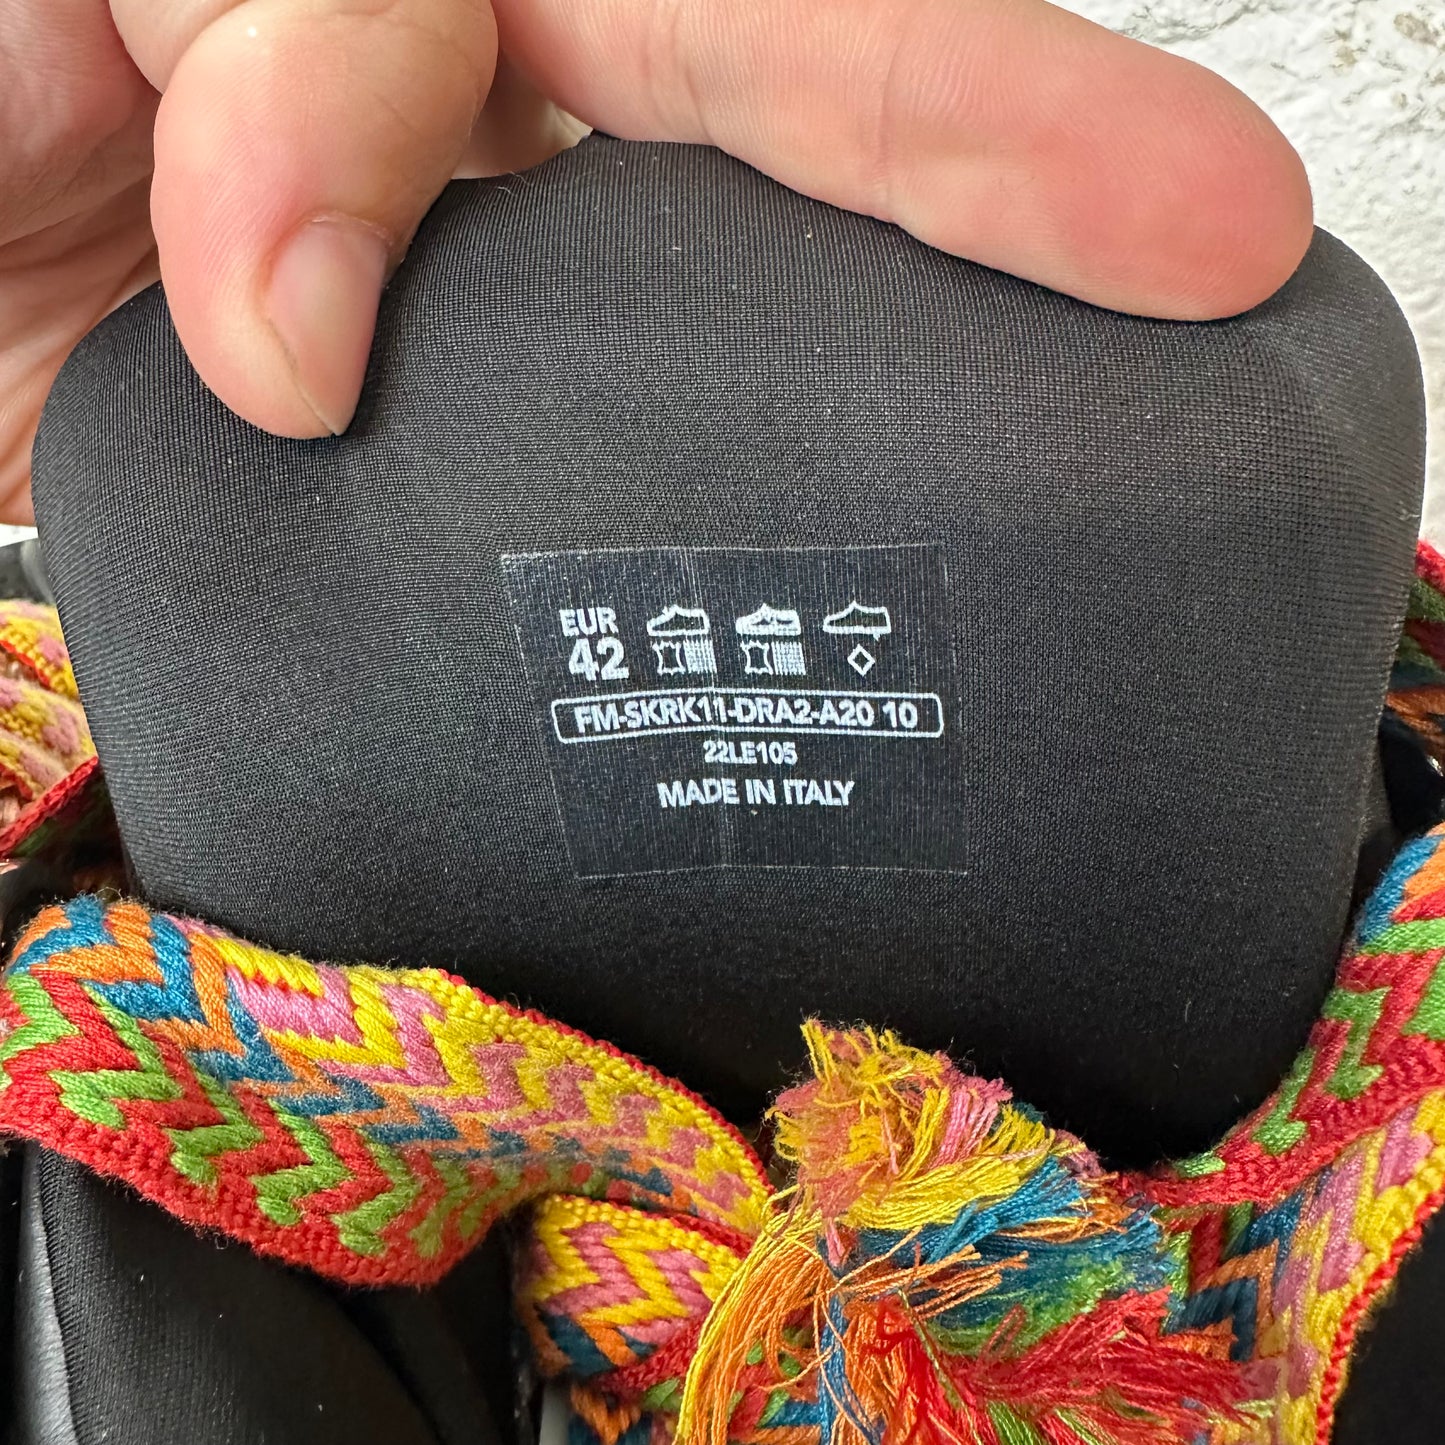 EUR
42
FM-SKRK11-DRA2-A20 10
22LE105
MADE IN ITALY